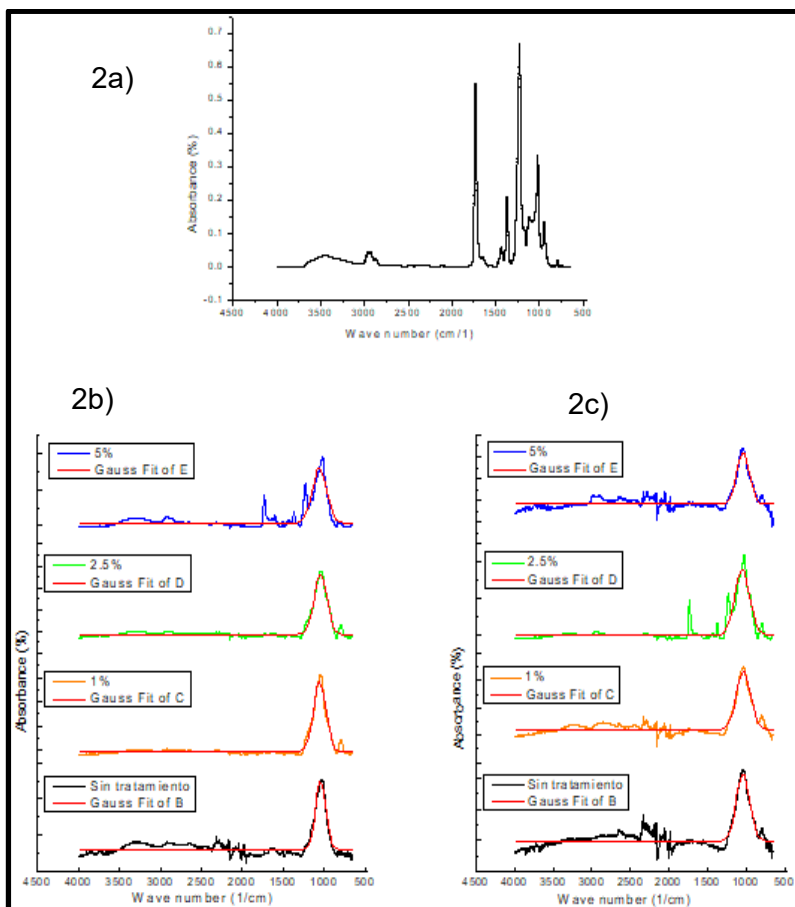 2a)
0.7
0.6
0.5
0.4
0.3
0.2
0.1
0.0
-0.1
Absorbance (%)
4500 4000 3500 3000 2500 2000 1500 1000 500
Wave number (cm/1)
2b)
5%
Gauss Fit of E
2.5%
Gauss Fit of D
1%
Gauss Fit of C
Sin tratamiento
Gauss Fit of B
Absorbance (%)
4500 4000 3500 3000 2500 2000 1500 1000 500
Wave number (1/cm)
2c)
5%
Gauss Fit of E
2.5%
Gauss Fit of D
1%
Gauss Fit of C
Sin tratamiento
Gauss Fit of B
Absorbance (%)
4500 4000 3500 3000 2500 2000 1500 1000 500
Wave number (1/cm)